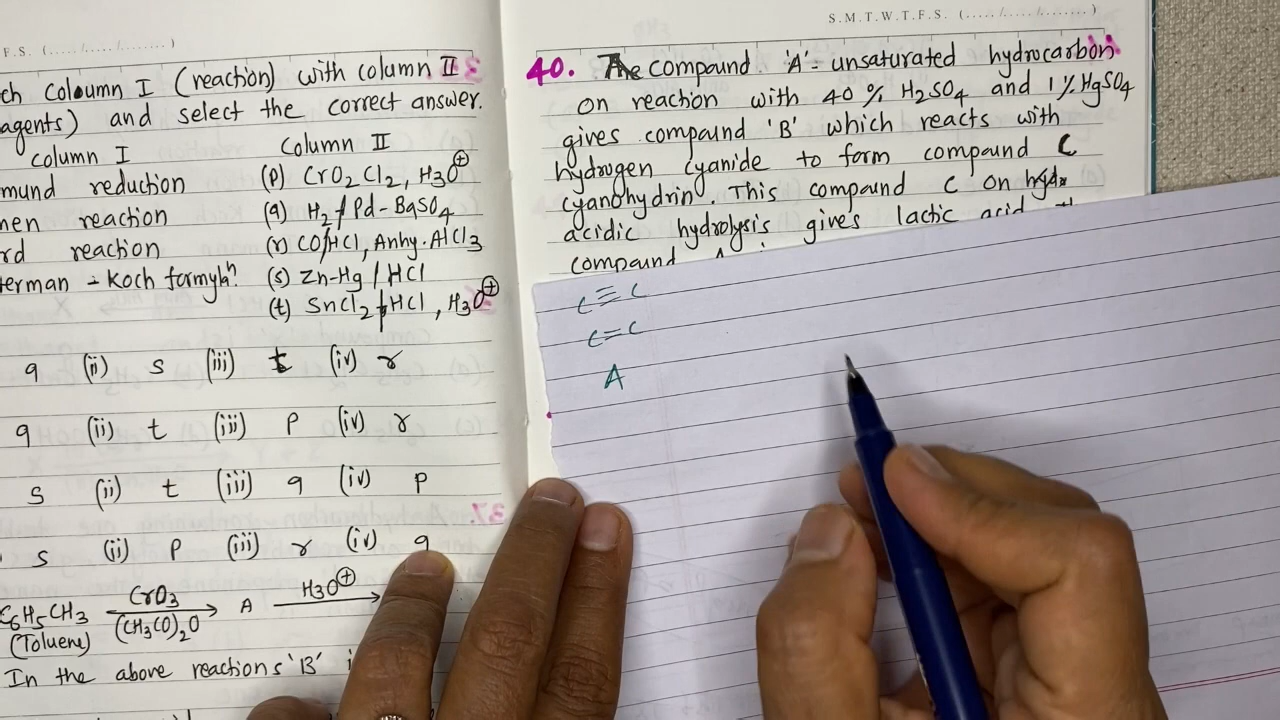 F.S. (..../..../.......)
ch coloumn I (reaction) with column II
agents) and select the correct answer.
column I Column II
mund reduction (p) CrO2Cl2, H3O⊕
nen reaction (q) H2/Pd-BaSO4
rd reaction (r) CO/HCl, Anhy.AlCl3
terman - Koch formylⁿ (s) Zn-Hg/HCl
(t) SnCl2/HCl, H3O⊕
q (ii) s (iii) t (iv) r
q (ii) t (iii) p (iv) r
s (ii) t (iii) q (iv) p
s (ii) p (iii) r (iv) q
C6H5CH3 CrO3 (CH3CO)2O A H3O⊕
(Toluene)
In the above reactions 'B' i
S.M.T.W.T.F.S. (...../...../.......)
40. The compound 'A'- unsaturated hydrocarbon
on reaction with 40% H2SO4 and 1% HgSO4
gives compound 'B' which reacts with
hydrogen cyanide to form compound C
cyanohydrin. This compound C on
acidic hydrolysis gives lactic acid
compound
C≡C
C=C
A
37.